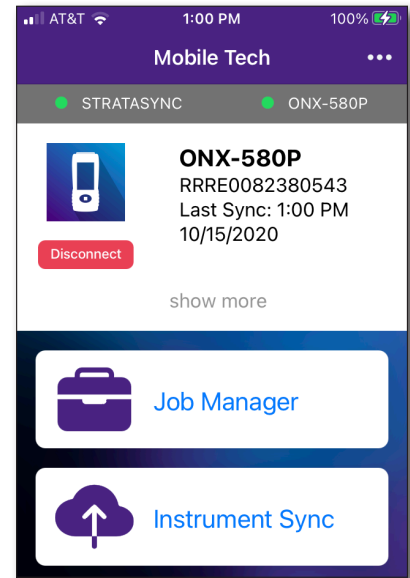 AT&T 1:00 PM 100%
Mobile Tech
STRATASYNC ONX-580P
ONX-580P
RRRE0082380543
Last Sync: 1:00 PM
10/15/2020
Disconnect
show more
Job Manager
Instrument Sync